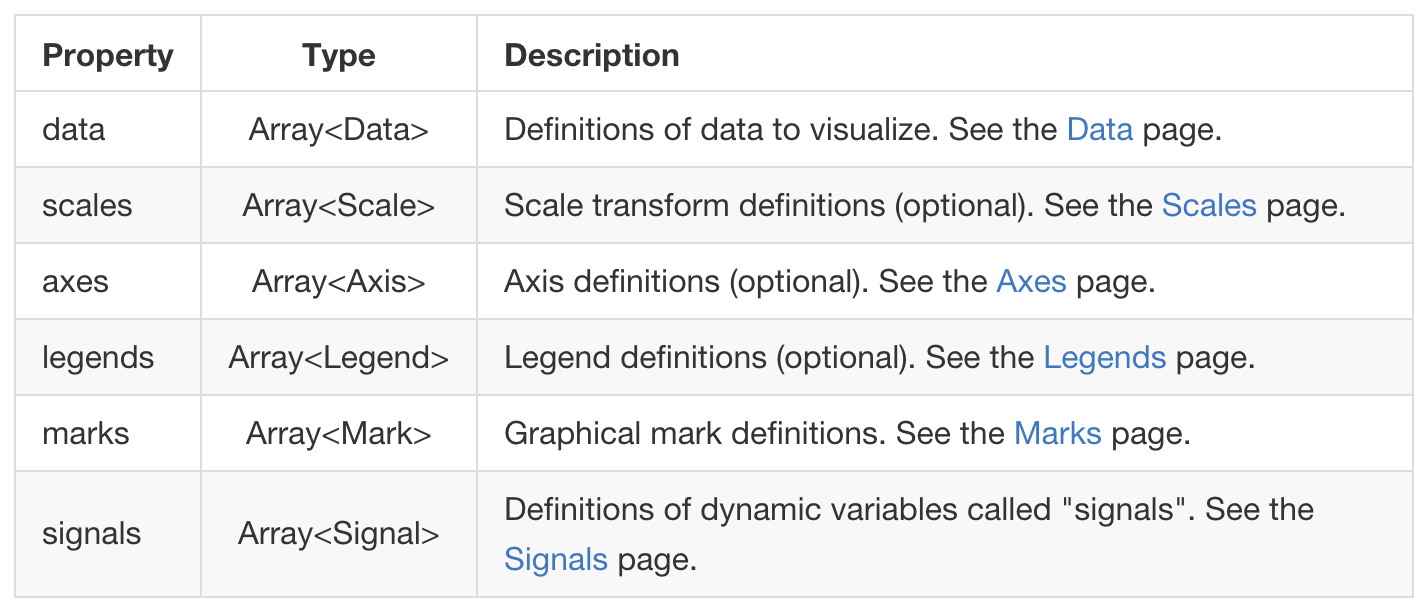 Property Type Description
data Array<Data> Definitions of data to visualize. See the Data page.
scales Array<Scale> Scale transform definitions (optional). See the Scales page.
axes Array<Axis> Axis definitions (optional). See the Axes page.
legends Array<Legend> Legend definitions (optional). See the Legends page.
marks Array<Mark> Graphical mark definitions. See the Marks page.
signals Array<Signal> Definitions of dynamic variables called "signals". See the
Signals page.